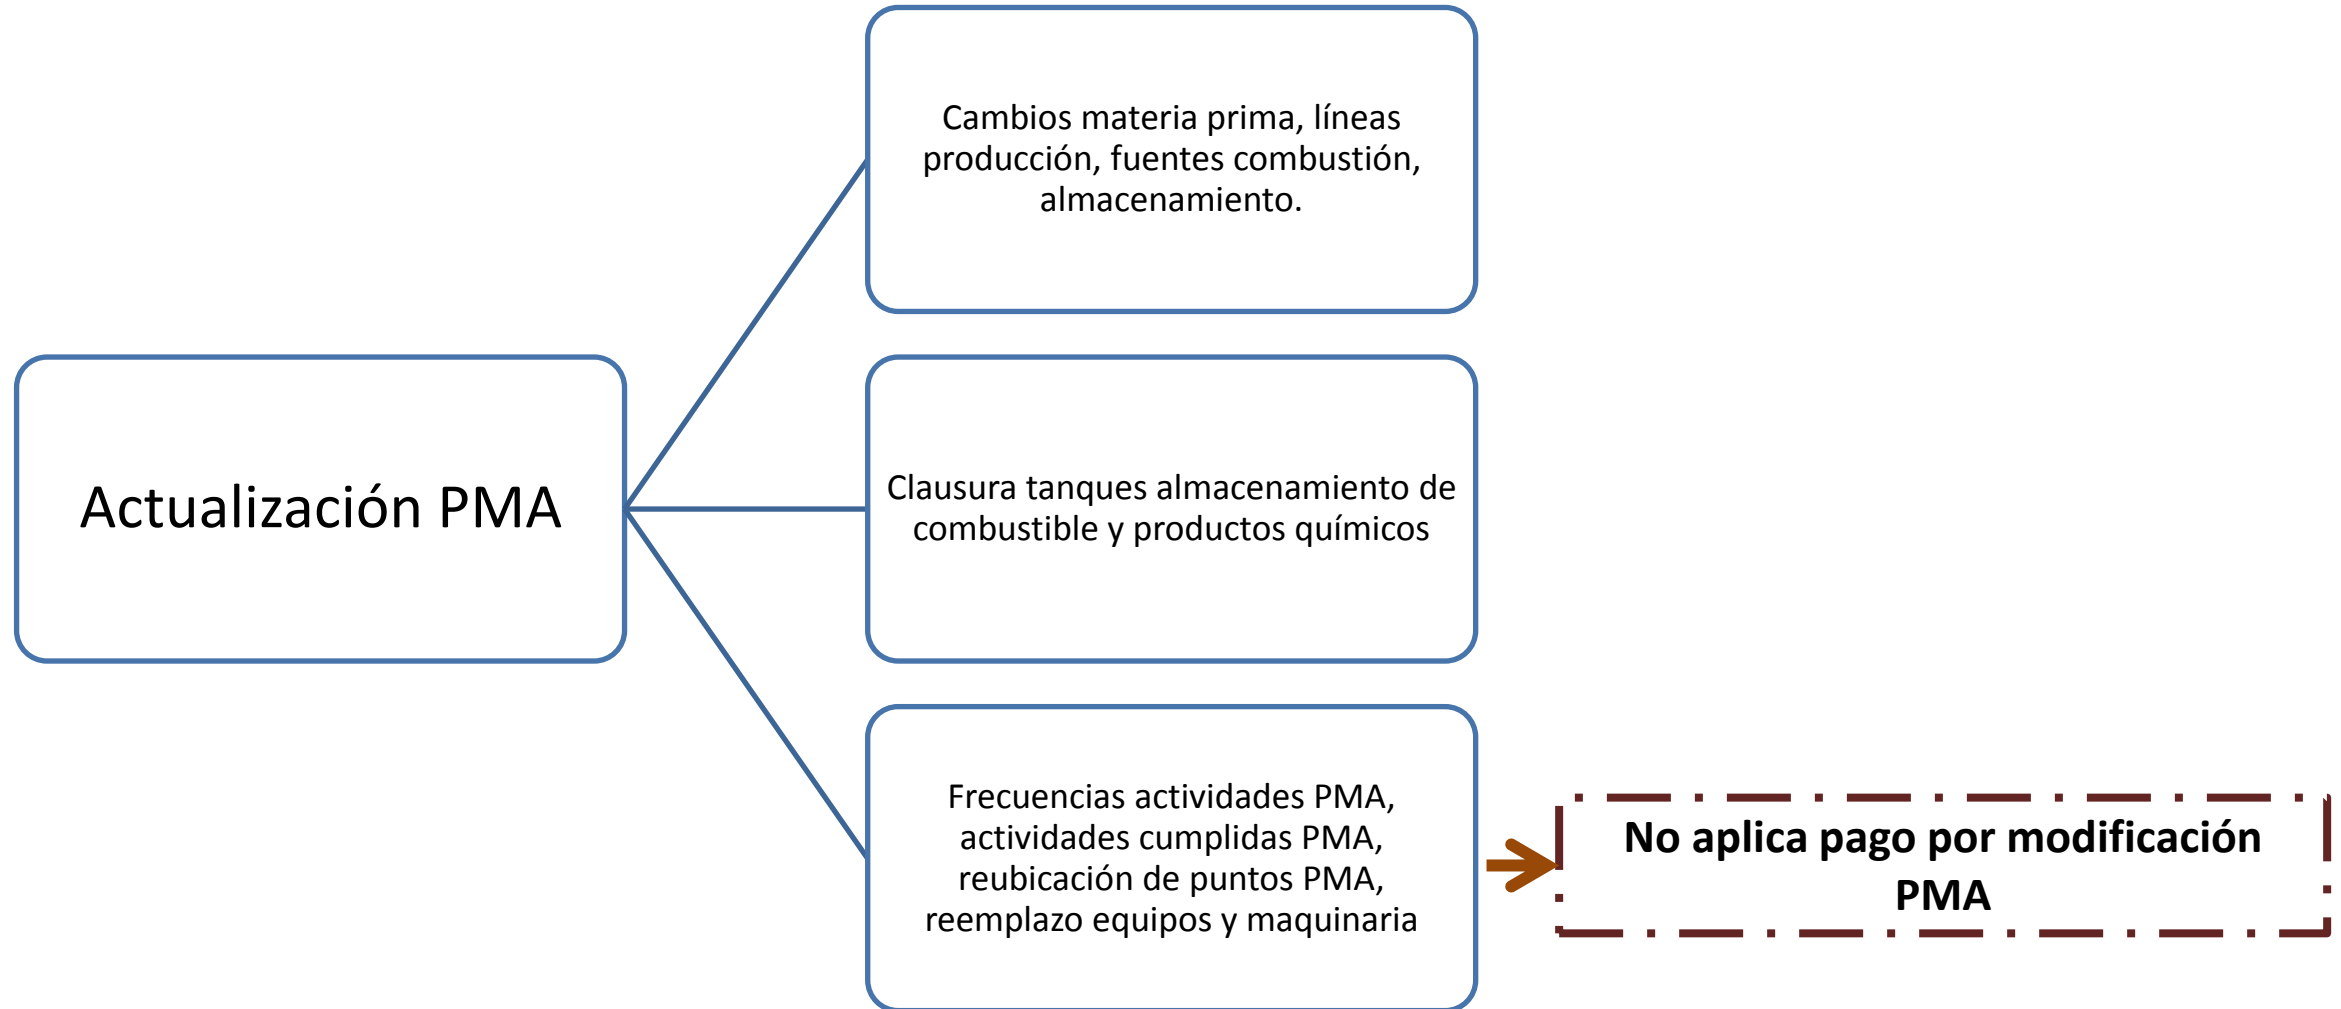 Cambios materia prima, líneas
producción, fuentes combustión,
almacenamiento.
Actualización PMA
Clausura tanques almacenamiento de
combustible y productos químicos
Frecuencias actividades PMA,
actividades cumplidas PMA,
reubicación de puntos PMA,
reemplazo equipos y maquinaria
No aplica pago por modificación
PMA